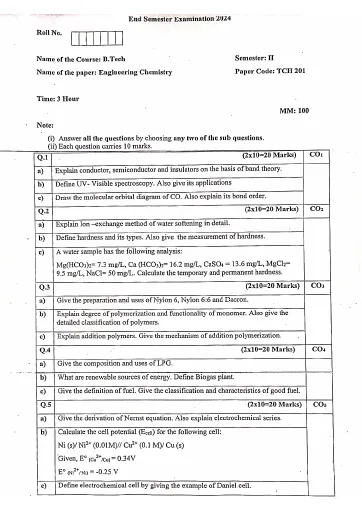 End Semester Examination 2024
Roll No.
Name of the Course: B.Tech Semester: II
Name of the paper: Engineering Chemistry Paper Code: TCH 201
Time: 3 Hour
MM: 100
Note:
(i) Answer all the questions by choosing any two of the sub questions.
(ii) Each question carries 10 marks.
Q.1 (2x10=20 Marks) CO1
a) Explain conductor, semiconductor and insulators on the basis of band theory.
b) Define UV- Visible spectroscopy. Also give its applications
c) Draw the molecular orbital diagram of CO. Also explain its bond order.
Q.2 (2x10=20 Marks) CO2
a) Explain ion –exchange method of water softening in detail.
b) Define hardness and its types. Also give the measurement of hardness.
c) A water sample has the following analysis:
Mg(HCO3)2= 7.3 mg/L, Ca (HCO3)2= 16.2 mg/L, CaSO4 = 13.6 mg/L, MgCl2=
9.5 mg/L, NaCl= 50 mg/L. Calculate the temporary and permanent hardness.
Q.3 (2x10=20 Marks) CO3
a) Give the preparation and uses of Nylon 6, Nylon 6:6 and Dacron.
b) Explain degree of polymerization and functionality of monomer. Also give the
detailed classification of polymers.
c) Explain addition polymers. Give the mechanism of addition polymerization.
Q.4 (2x10=20 Marks) CO4
a) Give the composition and uses of LPG.
b) What are renewable sources of energy. Define Biogas plant.
c) Give the definition of fuel. Give the classification and characteristics of good fuel.
Q.5 (2x10=20 Marks)
a) Give the derivation of Nernst equation. Also explain electrochemical series.
b) Calculate the cell potential (Ecell) for the following cell:
Ni (s)/ Ni2+ (0.01M)// Cu2+ (0.1 M)/ Cu (s)
Given, E° (Cu2+/Cu) = 0.34V
E° (Ni2+/Ni) = -0.25 V
c) Define electrochemical cell by giving the example of Daniel cell.